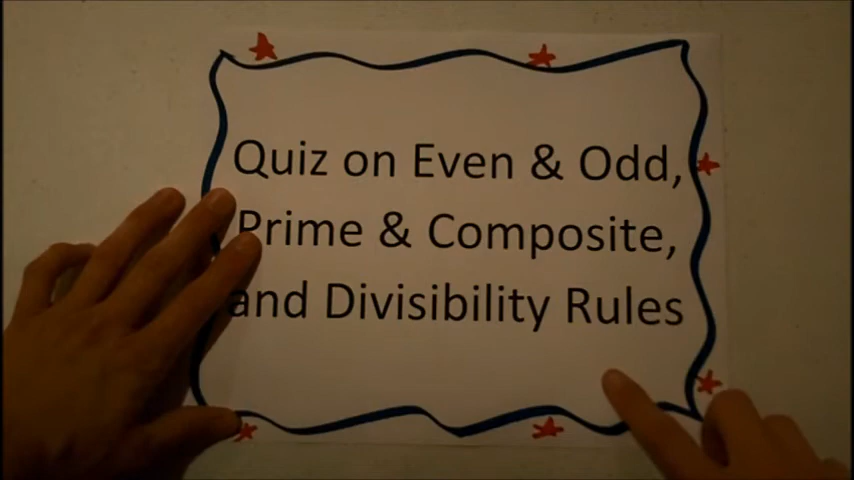 Quiz on Even & Odd,
Prime & Composite,
and Divisibility Rules